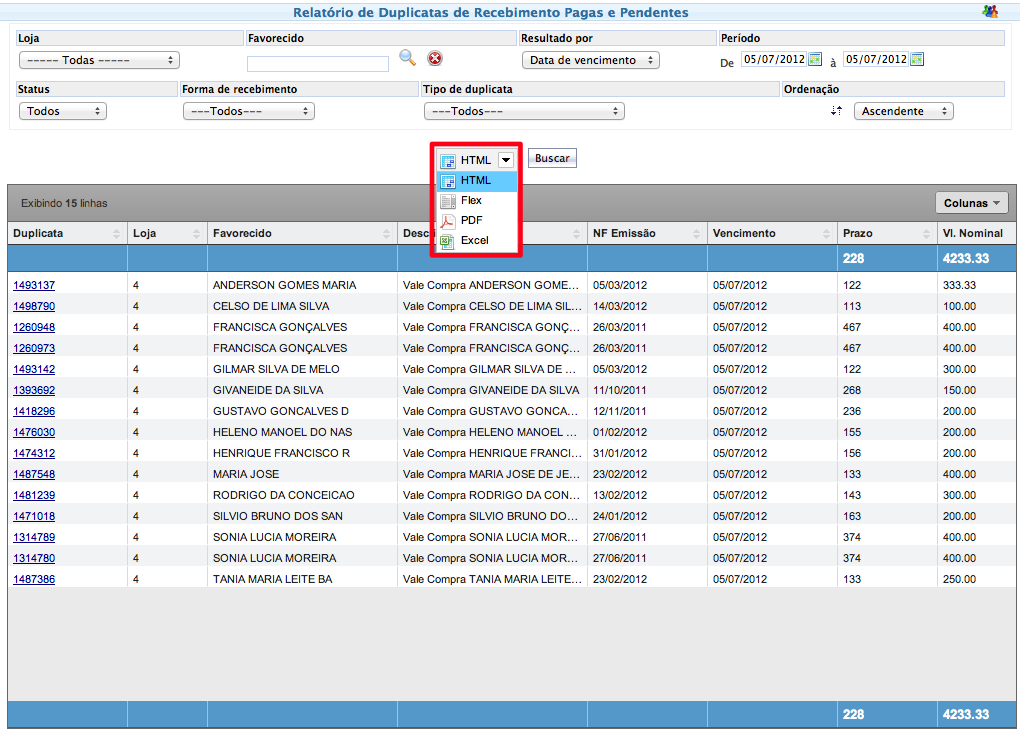 Relatório de Duplicatas de Recebimento Pagas e Pendentes
Loja Favorecido Resultado por Período
----- Todas ----- Data de vencimento De 05/07/2012 à 05/07/2012
Status Forma de recebimento Tipo de duplicata Ordenação
Todos ---Todos--- ---Todos--- Ascendente
HTML Buscar
HTML
Flex
PDF
Excel
Exibindo 15 linhas Colunas
Duplicata Loja Favorecido Desc NF Emissão Vencimento Prazo Vl. Nominal
228 4233.33
1493137 4 ANDERSON GOMES MARIA Vale Compra ANDERSON GOME... 05/03/2012 05/07/2012 122 333.33
1498790 4 CELSO DE LIMA SILVA Vale Compra CELSO DE LIMA SIL... 14/03/2012 05/07/2012 113 100.00
1260948 4 FRANCISCA GONÇALVES Vale Compra FRANCISCA GONÇ... 26/03/2011 05/07/2012 467 400.00
1260973 4 FRANCISCA GONÇALVES Vale Compra FRANCISCA GONÇ... 26/03/2011 05/07/2012 467 400.00
1493142 4 GILMAR SILVA DE MELO Vale Compra GILMAR SILVA DE ... 05/03/2012 05/07/2012 122 300.00
1393692 4 GIVANEIDE DA SILVA Vale Compra GIVANEIDE DA SILVA 11/10/2011 05/07/2012 268 150.00
1418296 4 GUSTAVO GONCALVES D Vale Compra GUSTAVO GONCA... 12/11/2011 05/07/2012 236 200.00
1476030 4 HELENO MANOEL DO NAS Vale Compra HELENO MANOEL ... 01/02/2012 05/07/2012 155 200.00
1474312 4 HENRIQUE FRANCISCO R Vale Compra HENRIQUE FRANCI... 31/01/2012 05/07/2012 156 200.00
1487548 4 MARIA JOSE Vale Compra MARIA JOSE DE JE... 23/02/2012 05/07/2012 133 400.00
1481239 4 RODRIGO DA CONCEICAO Vale Compra RODRIGO DA CON... 13/02/2012 05/07/2012 143 300.00
1471018 4 SILVIO BRUNO DOS SAN Vale Compra SILVIO BRUNO DO... 24/01/2012 05/07/2012 163 200.00
1314789 4 SONIA LUCIA MOREIRA Vale Compra SONIA LUCIA MOR... 27/06/2011 05/07/2012 374 400.00
1314780 4 SONIA LUCIA MOREIRA Vale Compra SONIA LUCIA MOR... 27/06/2011 05/07/2012 374 400.00
1487386 4 TANIA MARIA LEITE BA Vale Compra TANIA MARIA LEITE... 23/02/2012 05/07/2012 133 250.00
228 4233.33